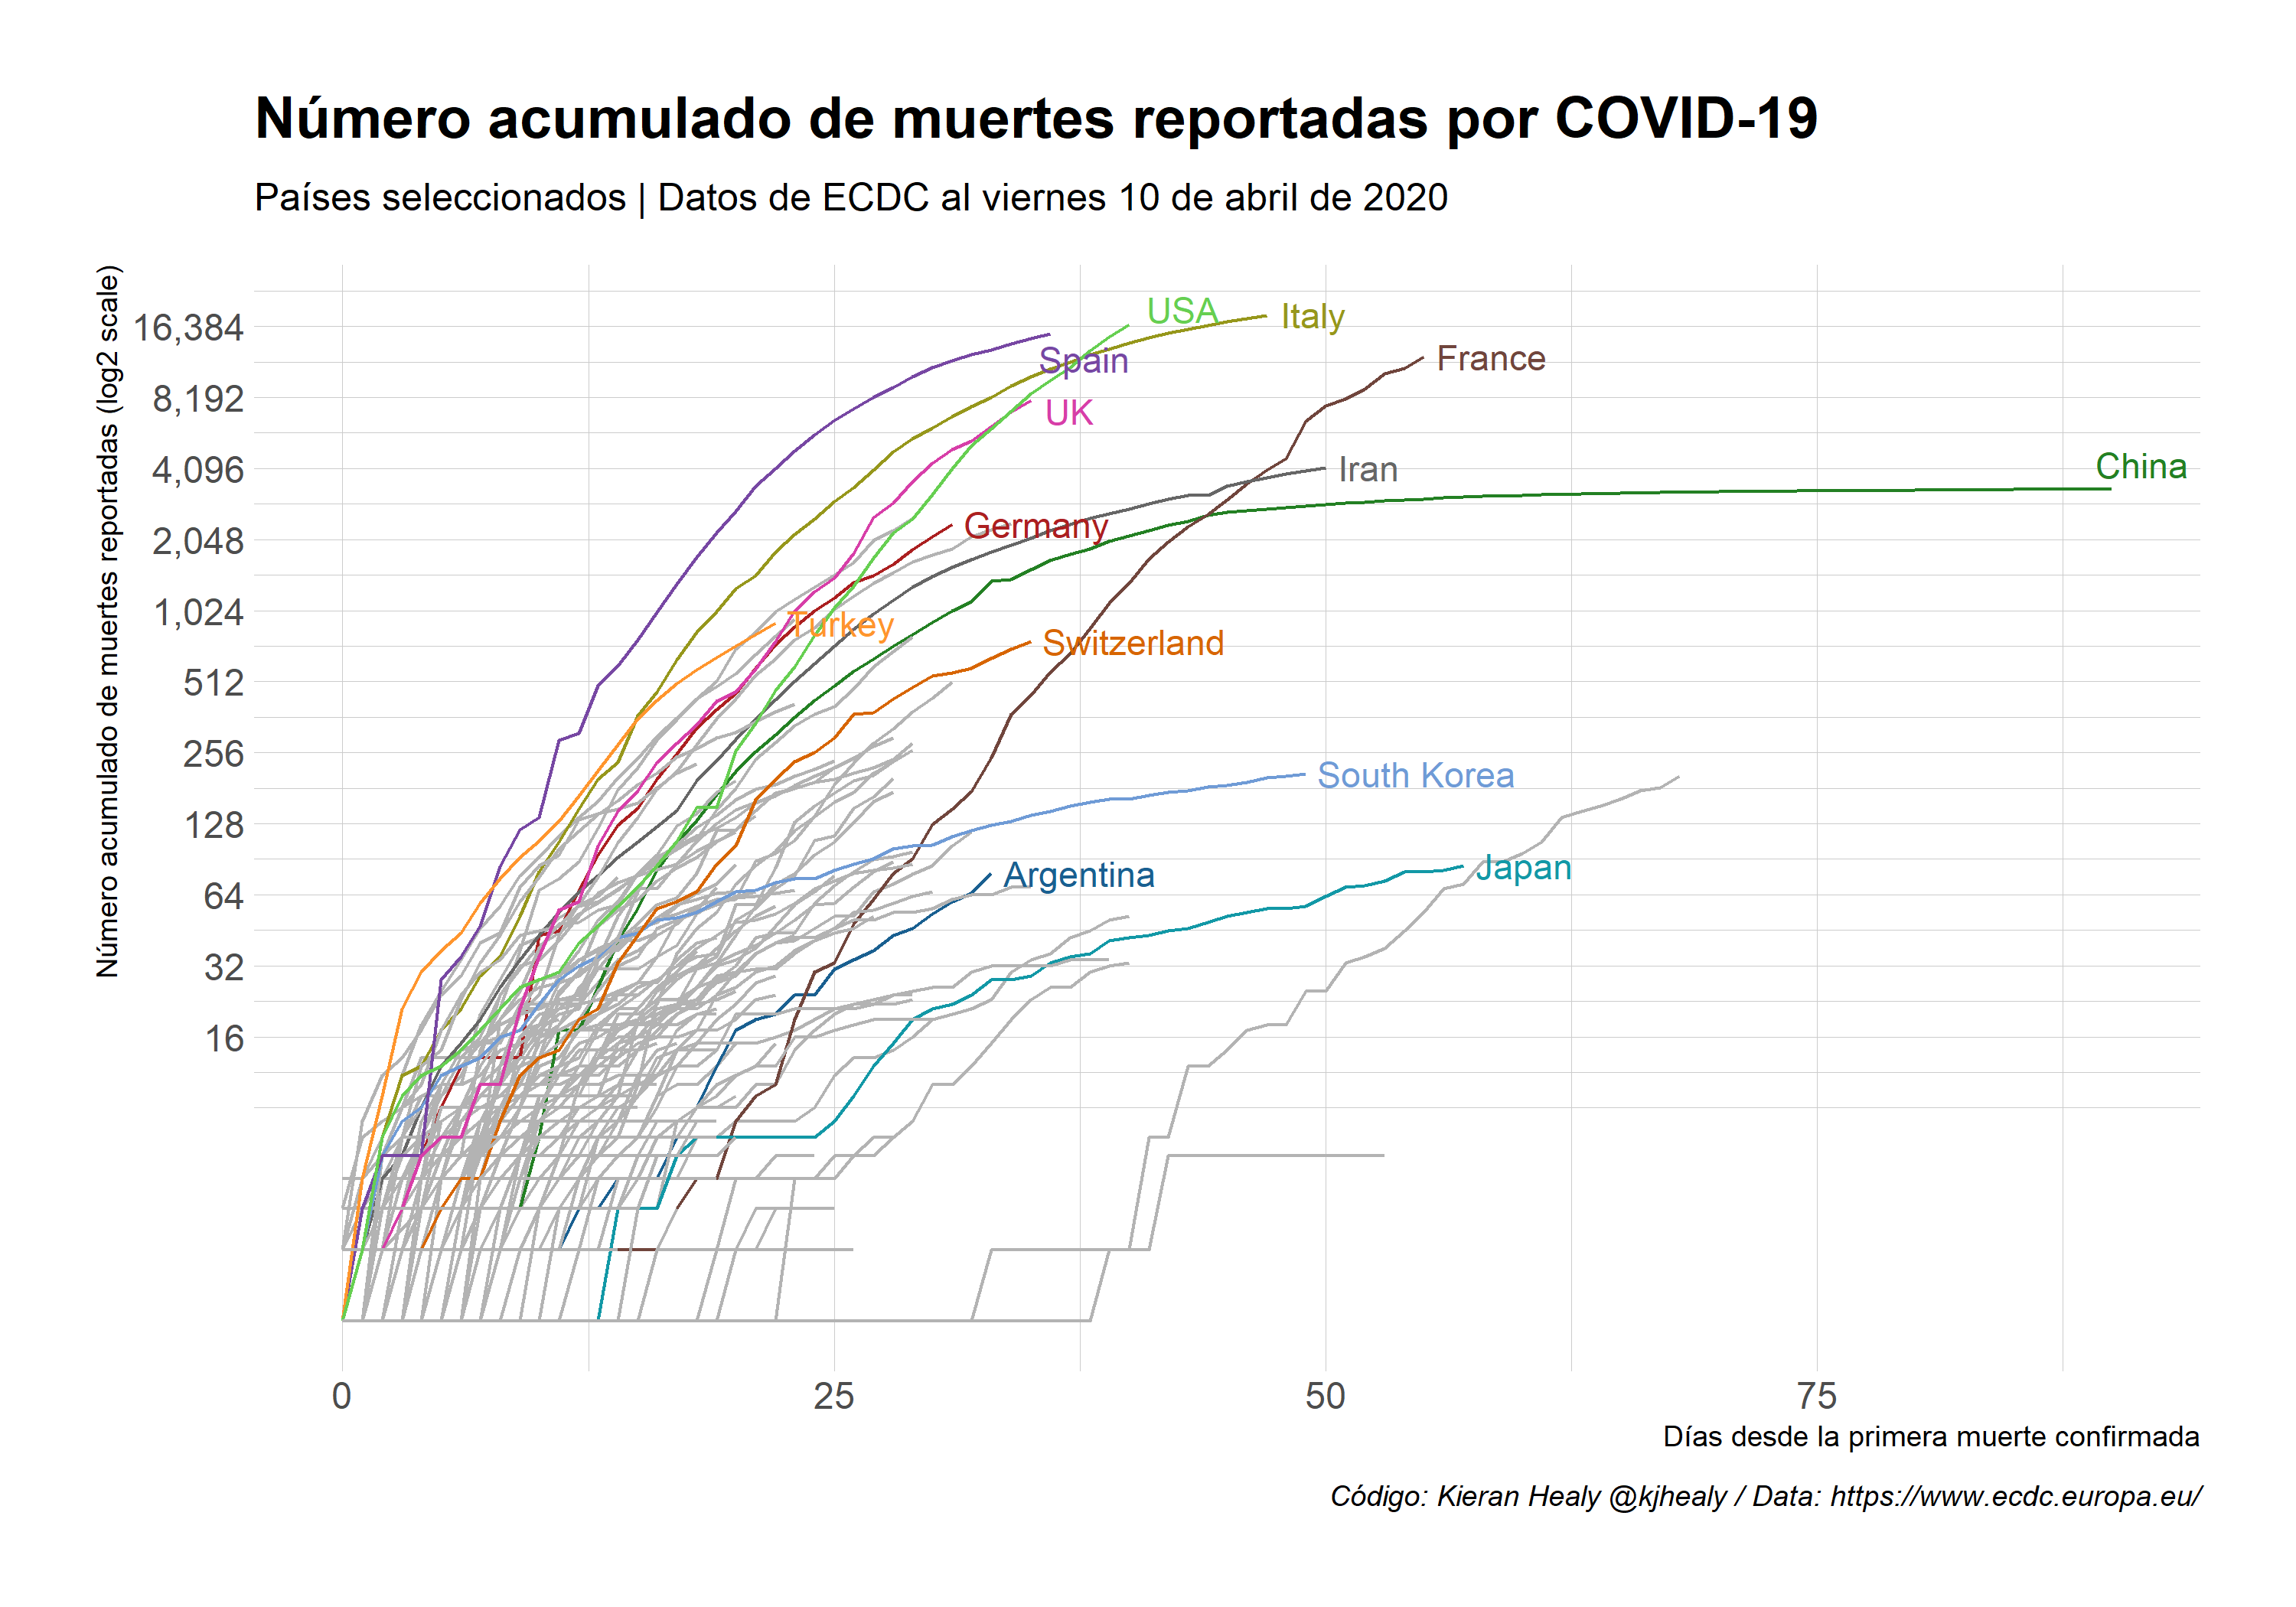 Número acumulado de muertes reportadas por COVID-19
Países seleccionados | Datos de ECDC al viernes 10 de abril de 2020
Número acumulado de muertes reportadas (log2 scale)
16,384
8,192
4,096
2,048
1,024
512
256
128
64
32
16
USA
Italy
Spain
France
UK
Iran
China
Germany
Turkey
Switzerland
South Korea
Argentina
Japan
0
25
50
75
Días desde la primera muerte confirmada
Código: Kieran Healy @kjhealy / Data: https://www.ecdc.europa.eu/